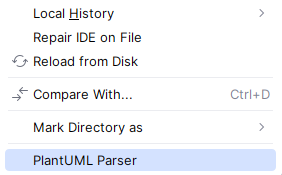 Local History
Repair IDE on File
Reload from Disk
Compare With... Ctrl+D
Mark Directory as
PlantUML Parser